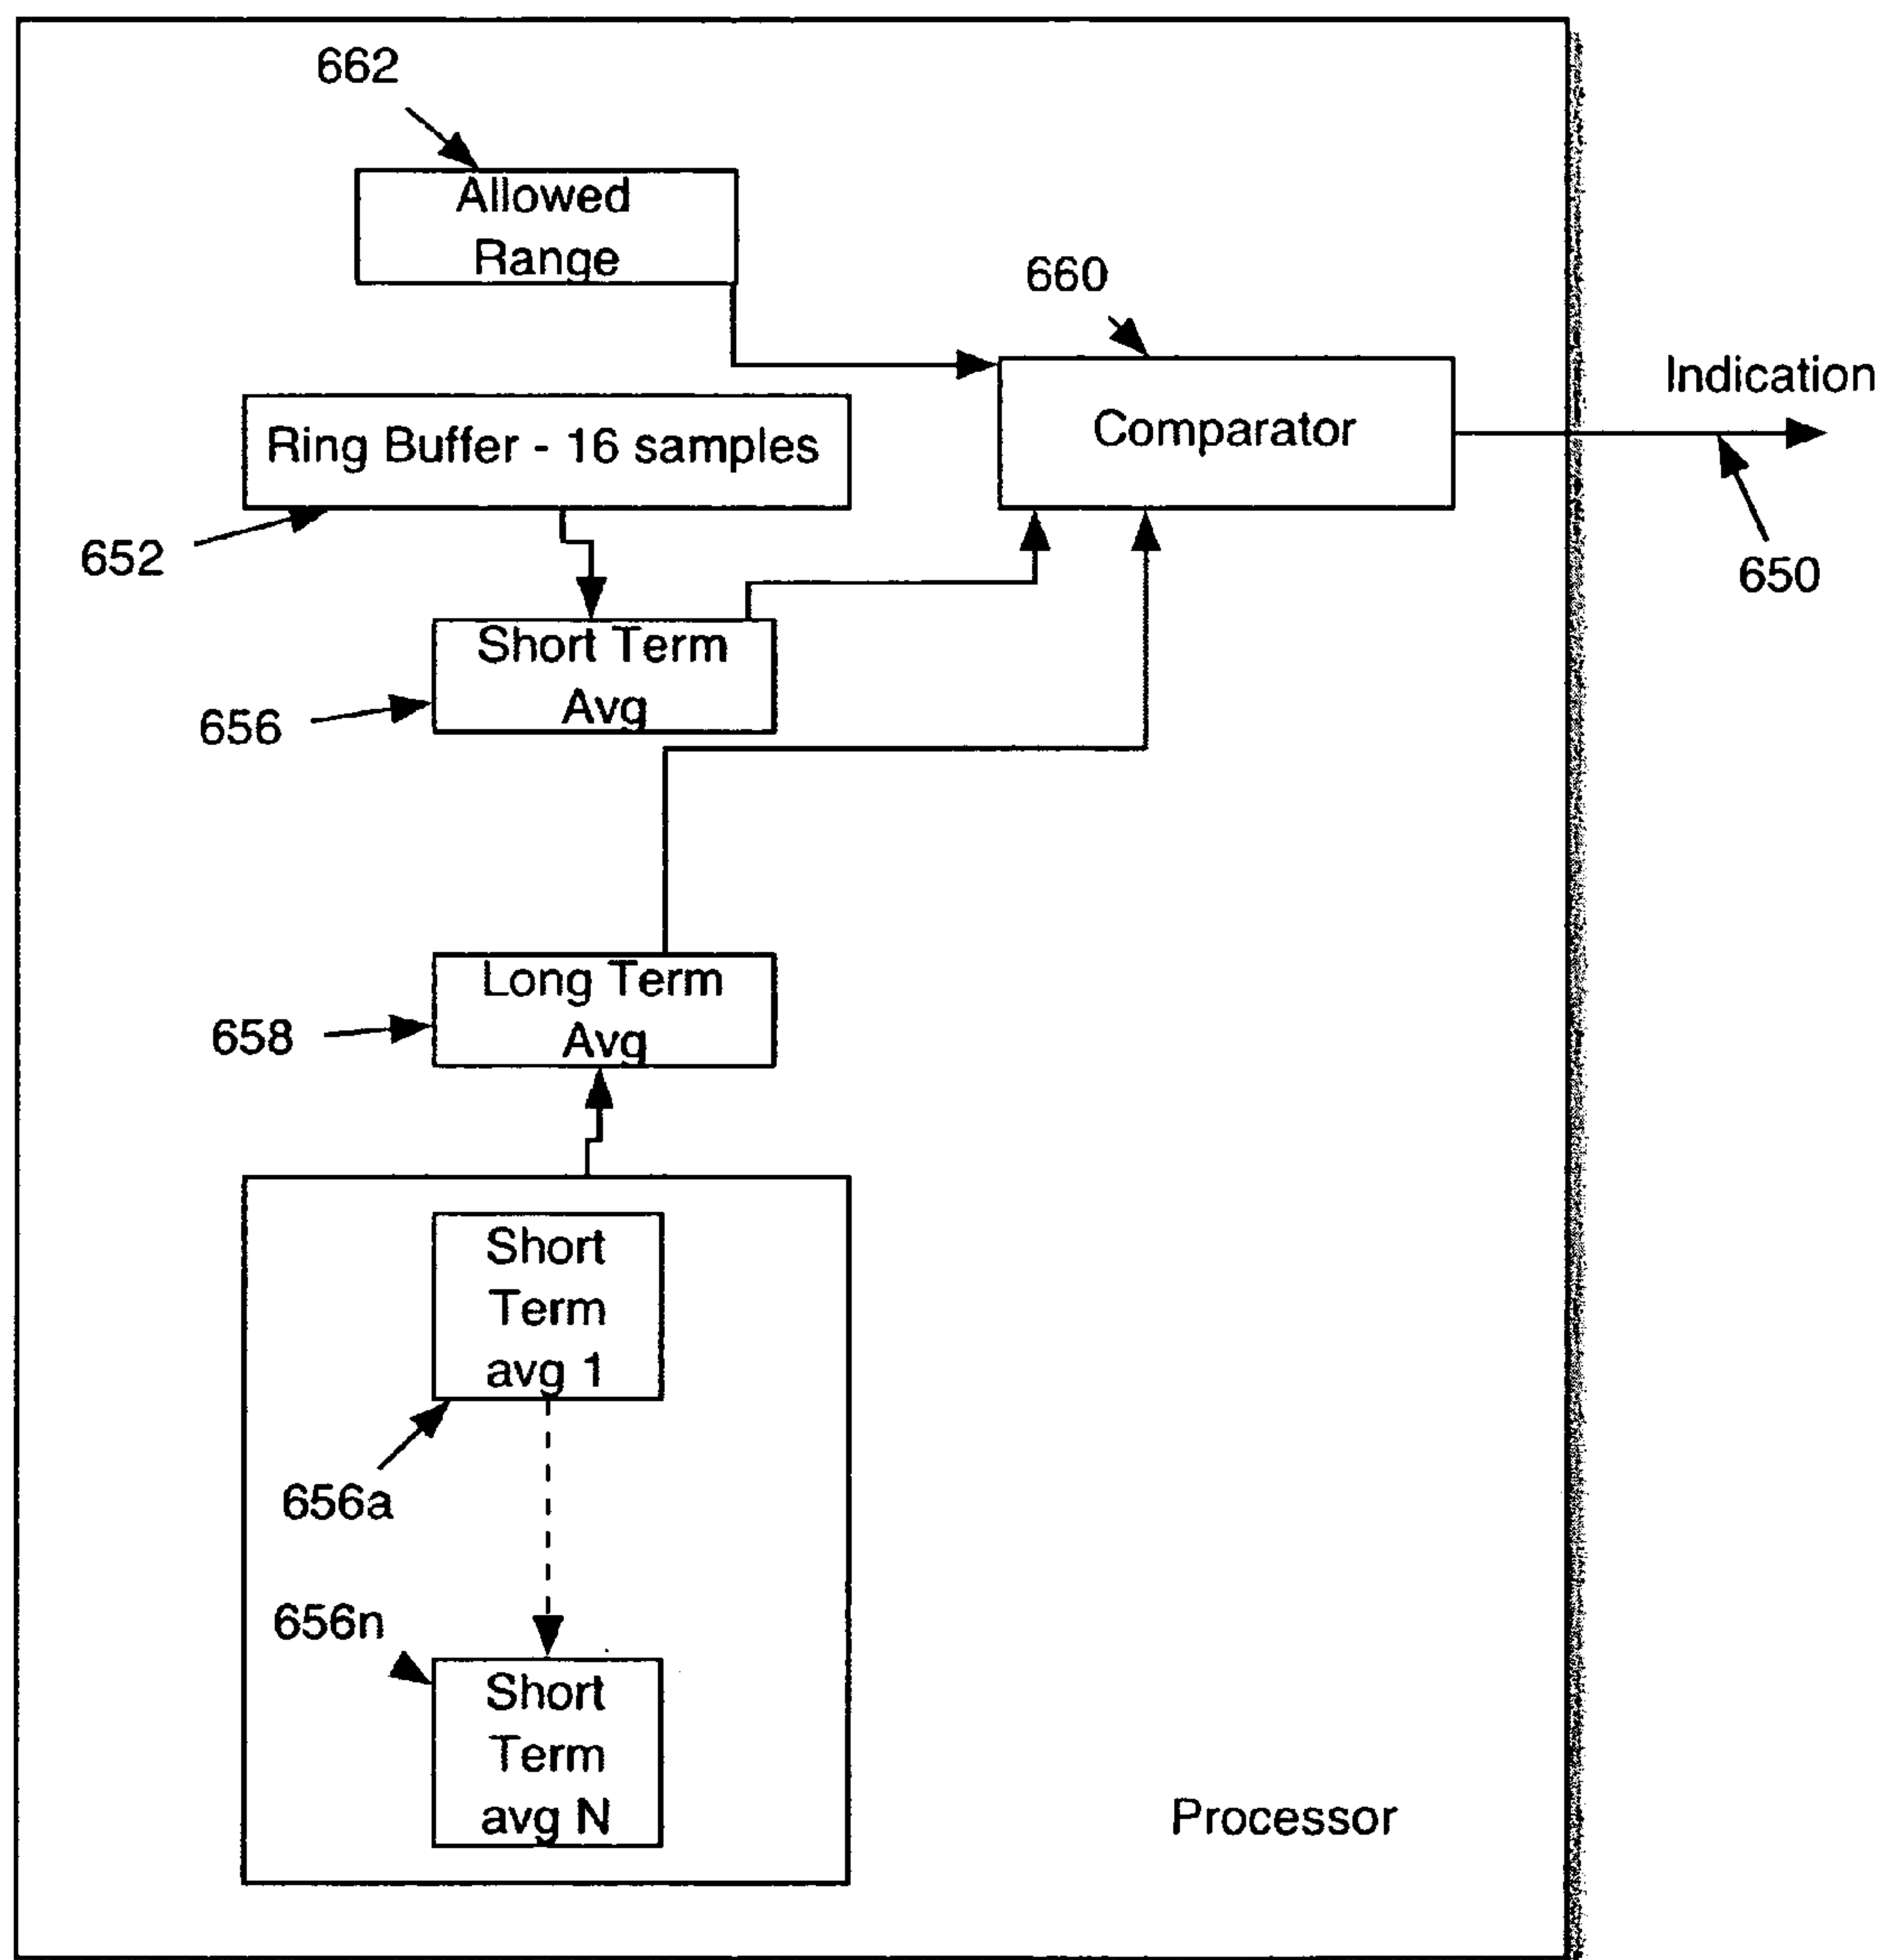 662
Allowed
Range
660
Indication
Comparator
Ring Buffer - 16 samples
652
650
Short Term
Avg
656
Long Term
Avg
658
Short
Term
avg 1
656a
656n
Short
Term
avg N
Processor